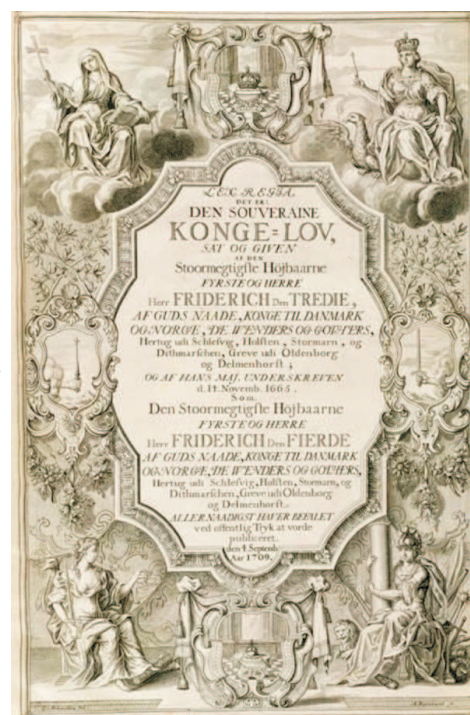 LEX REGIA
DET ER:
DEN SOUVERAINE
KONGE=LOV,
SAT OG GIVEN
AF DEN
Stoormegtigste Höjbaarne
FYRSTE OG HERRE
Herr FRIDERICH Den TREDIE,
AF GUDS NAADE, KONGE TIL DANMARK
OG NORGE, DE WENDERS OG GOTHERS,
Hertug udi Schlesvig, Holsten, Stormarn, og
Dithmarschen, Greve udi Oldenborg
og Delmenhorst;
OG AF HANS MAJ. UNDERSKREVEN
d. 14. Novemb. 1665.
Som
Den Stoormegtigste Höjbaarne
FYRSTE OG HERRE
Herr FRIDERICH Den FIERDE
AF GUDS NAADE, KONGE TIL DANMARK
OG NORGE, DE WENDERS OG GOTHERS,
Hertug udi Schlesvig, Holsten, Stormarn, og
Dithmarschen, Greve udi Oldenborg
og Delmenhorst.
ALLERNAADIGST HAVER BEFALET
ved offentlig Tryk at vorde
publiceret.
den 4. Septemb:
Aar 1709.